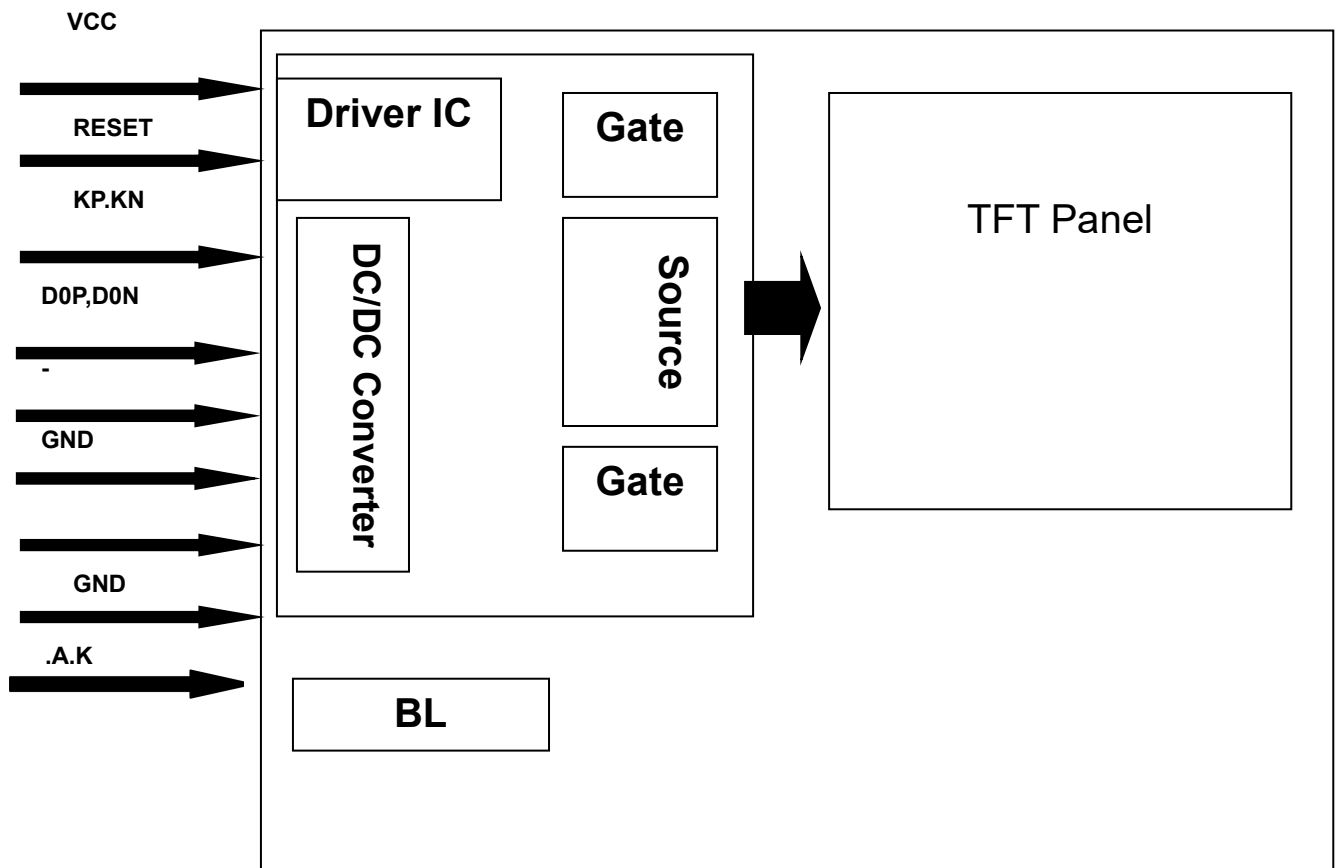 VCC
RESET
KP.KN
D0P,D0N
-
GND
GND
.A.K
Driver IC
DC/DC Converter
Gate
Source
Gate
BL
TFT Panel